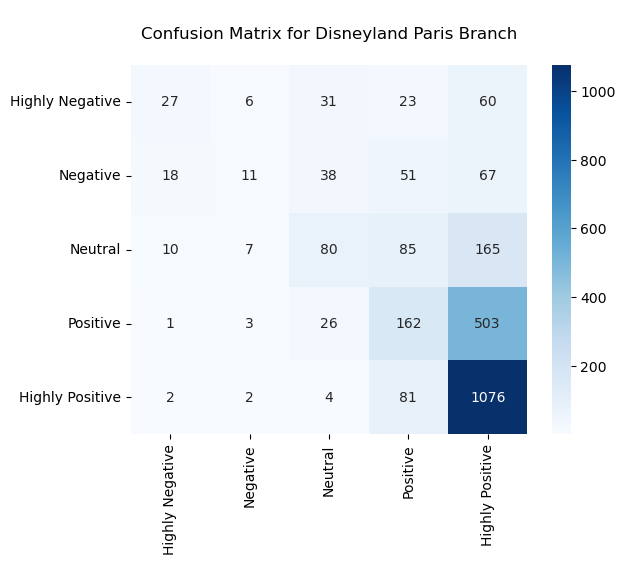 Confusion Matrix for Disneyland Paris Branch
Highly Negative 27 6 31 23 60
Negative 18 11 38 51 67
Neutral 10 7 80 85 165
Positive 1 3 26 162 503
Highly Positive 2 2 4 81 1076
Highly Negative
Negative
Neutral
Positive
Highly Positive
1000
800
600
400
200